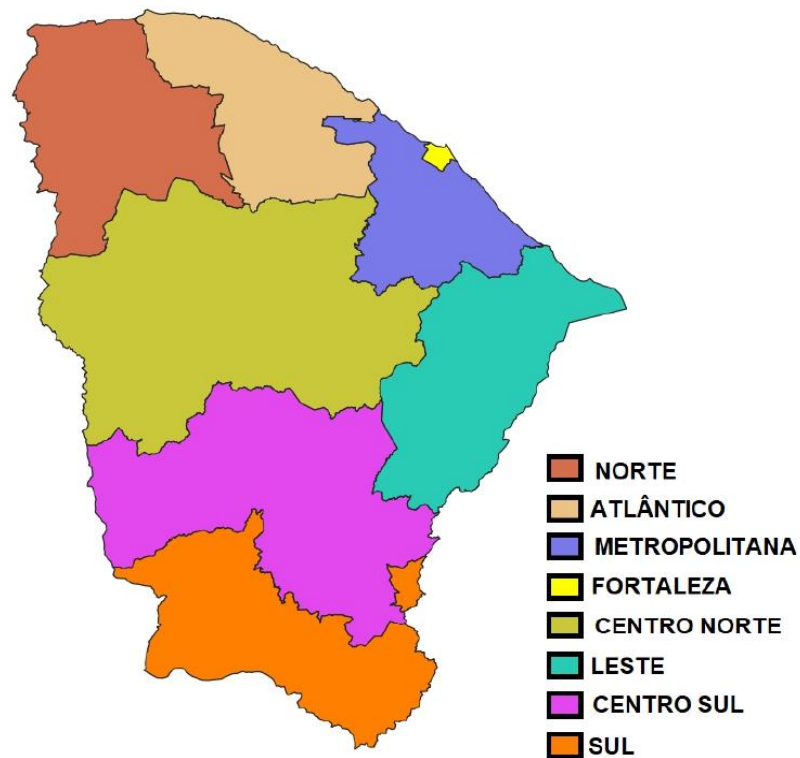 NORTE
ATLÂNTICO
METROPOLITANA
FORTALEZA
CENTRO NORTE
LESTE
CENTRO SUL
SUL